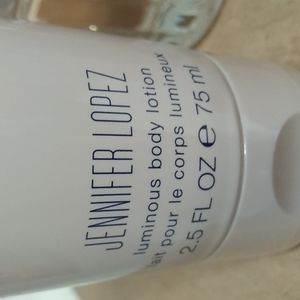 JENNIFER LOPEZ
luminous body lotion
lait pour le corps lumineux
2.5 FL OZ e 75 ml